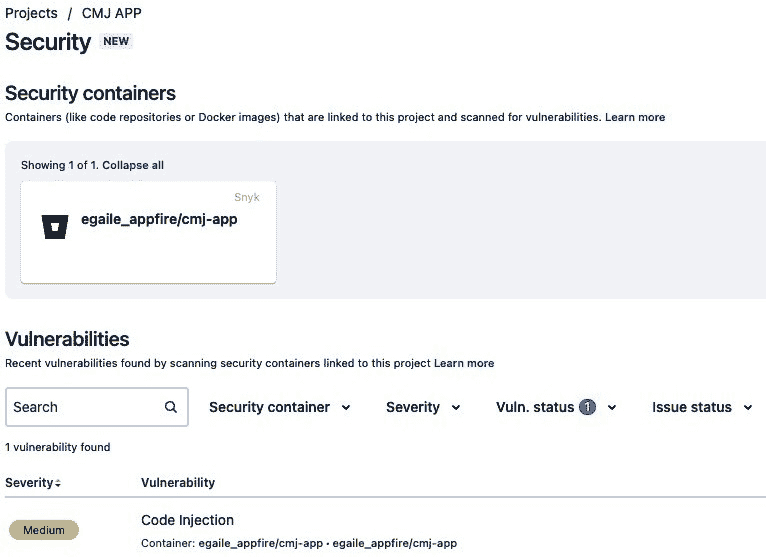 Projects / CMJ APP
Security NEW
Security containers
Containers (like code repositories or Docker images) that are linked to this project and scanned for vulnerabilities. Learn more
Showing 1 of 1. Collapse all
Snyk
egaile_appfire/cmj-app
Vulnerabilities
Recent vulnerabilities found by scanning security containers linked to this project Learn more
Search Security container Severity Vuln. status 1 Issue status
1 vulnerability found
Severity Vulnerability
Medium Code Injection
Container: egaile_appfire/cmj-app • egaile_appfire/cmj-app